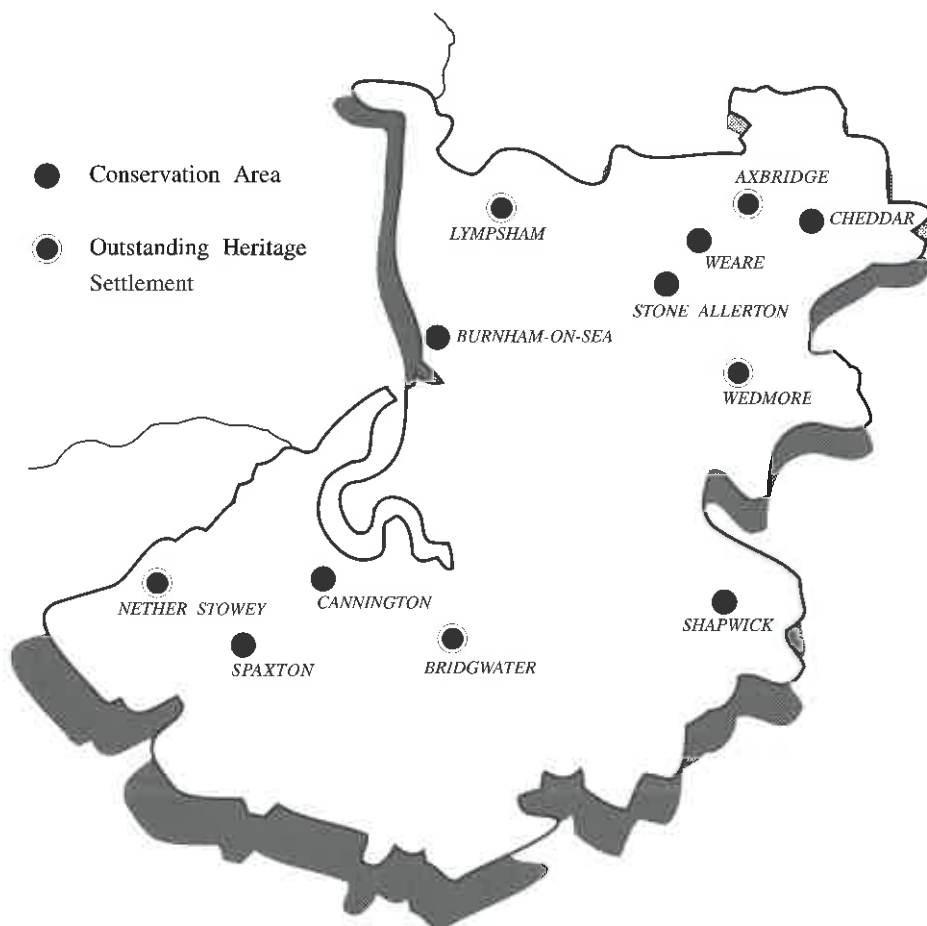 Conservation Area
Outstanding Heritage
Settlement
AXBRIDGE
CHEDDAR
LYMPSHAM
WEARE
STONE ALLERTON
BURNHAM-ON-SEA
WEDMORE
NETHER STOWEY
CANNINGTON
SHAPWICK
SPAXTON
BRIDGWATER